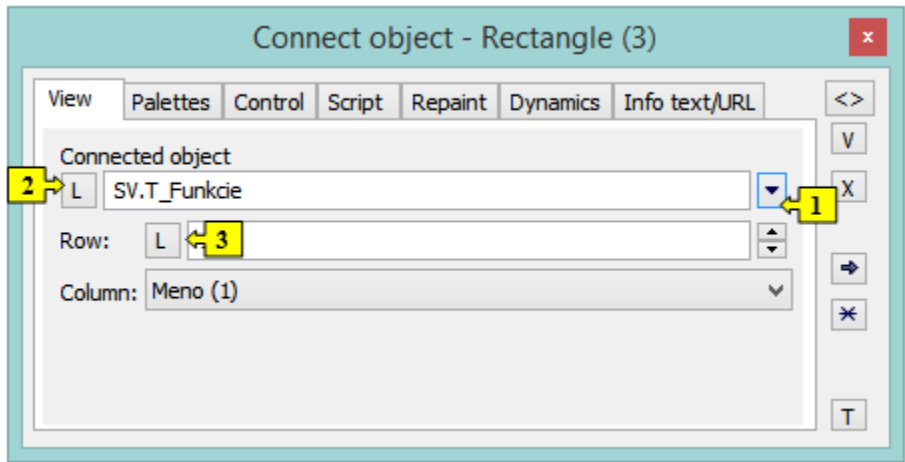 Connect object - Rectangle (3)
x
View Palettes Control Script Repaint Dynamics Info text/URL
<>
V
Connected object
2 L SV.T_Funkcie 1 X
Row: L 3
Column: Meno (1)
T